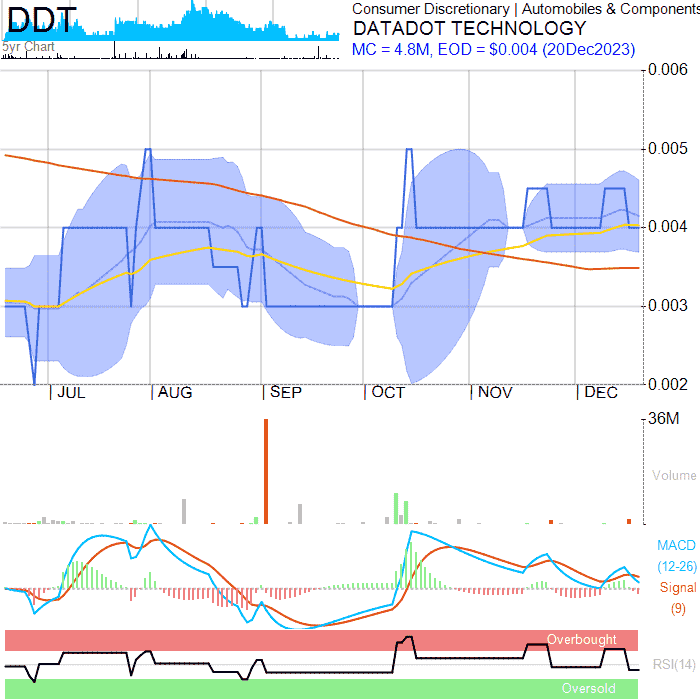 DDT
5yr Chart
Consumer Discretionary | Automobiles & Components
DATADOT TECHNOLOGY
MC = 4.8M, EOD = $0.004 (20Dec2023)
0.006
0.005
0.004
0.003
0.002
JUL
AUG
SEP
OCT
NOV
DEC
36M
Volume
MACD
(12-26)
Signal
(9)
Overbought
RSI(14)
Oversold